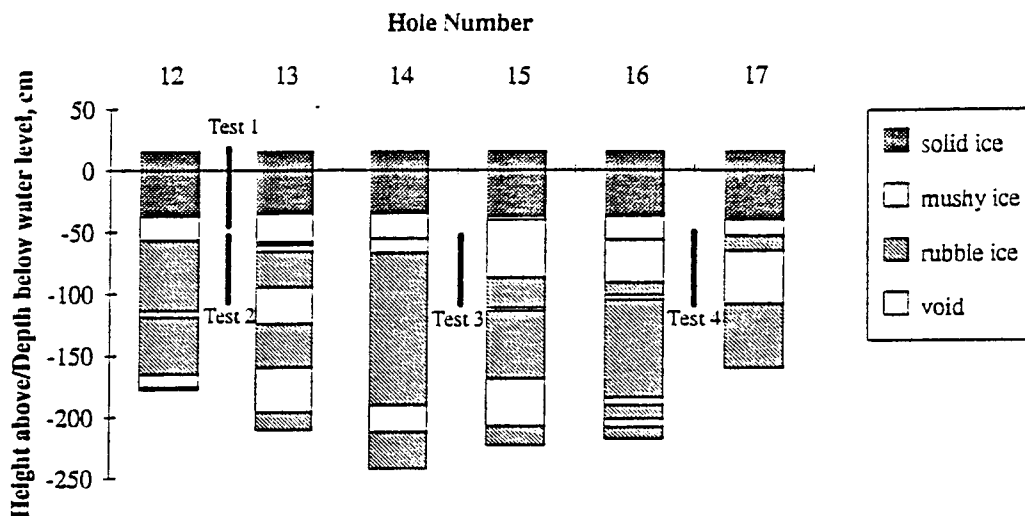 Hole Number
12 13 14 15 16 17
Height above/Depth below water level, cm
50
0
-50
-100
-150
-200
-250
Test 1
Test 2
Test 3
Test 4
solid ice
mushy ice
rubble ice
void